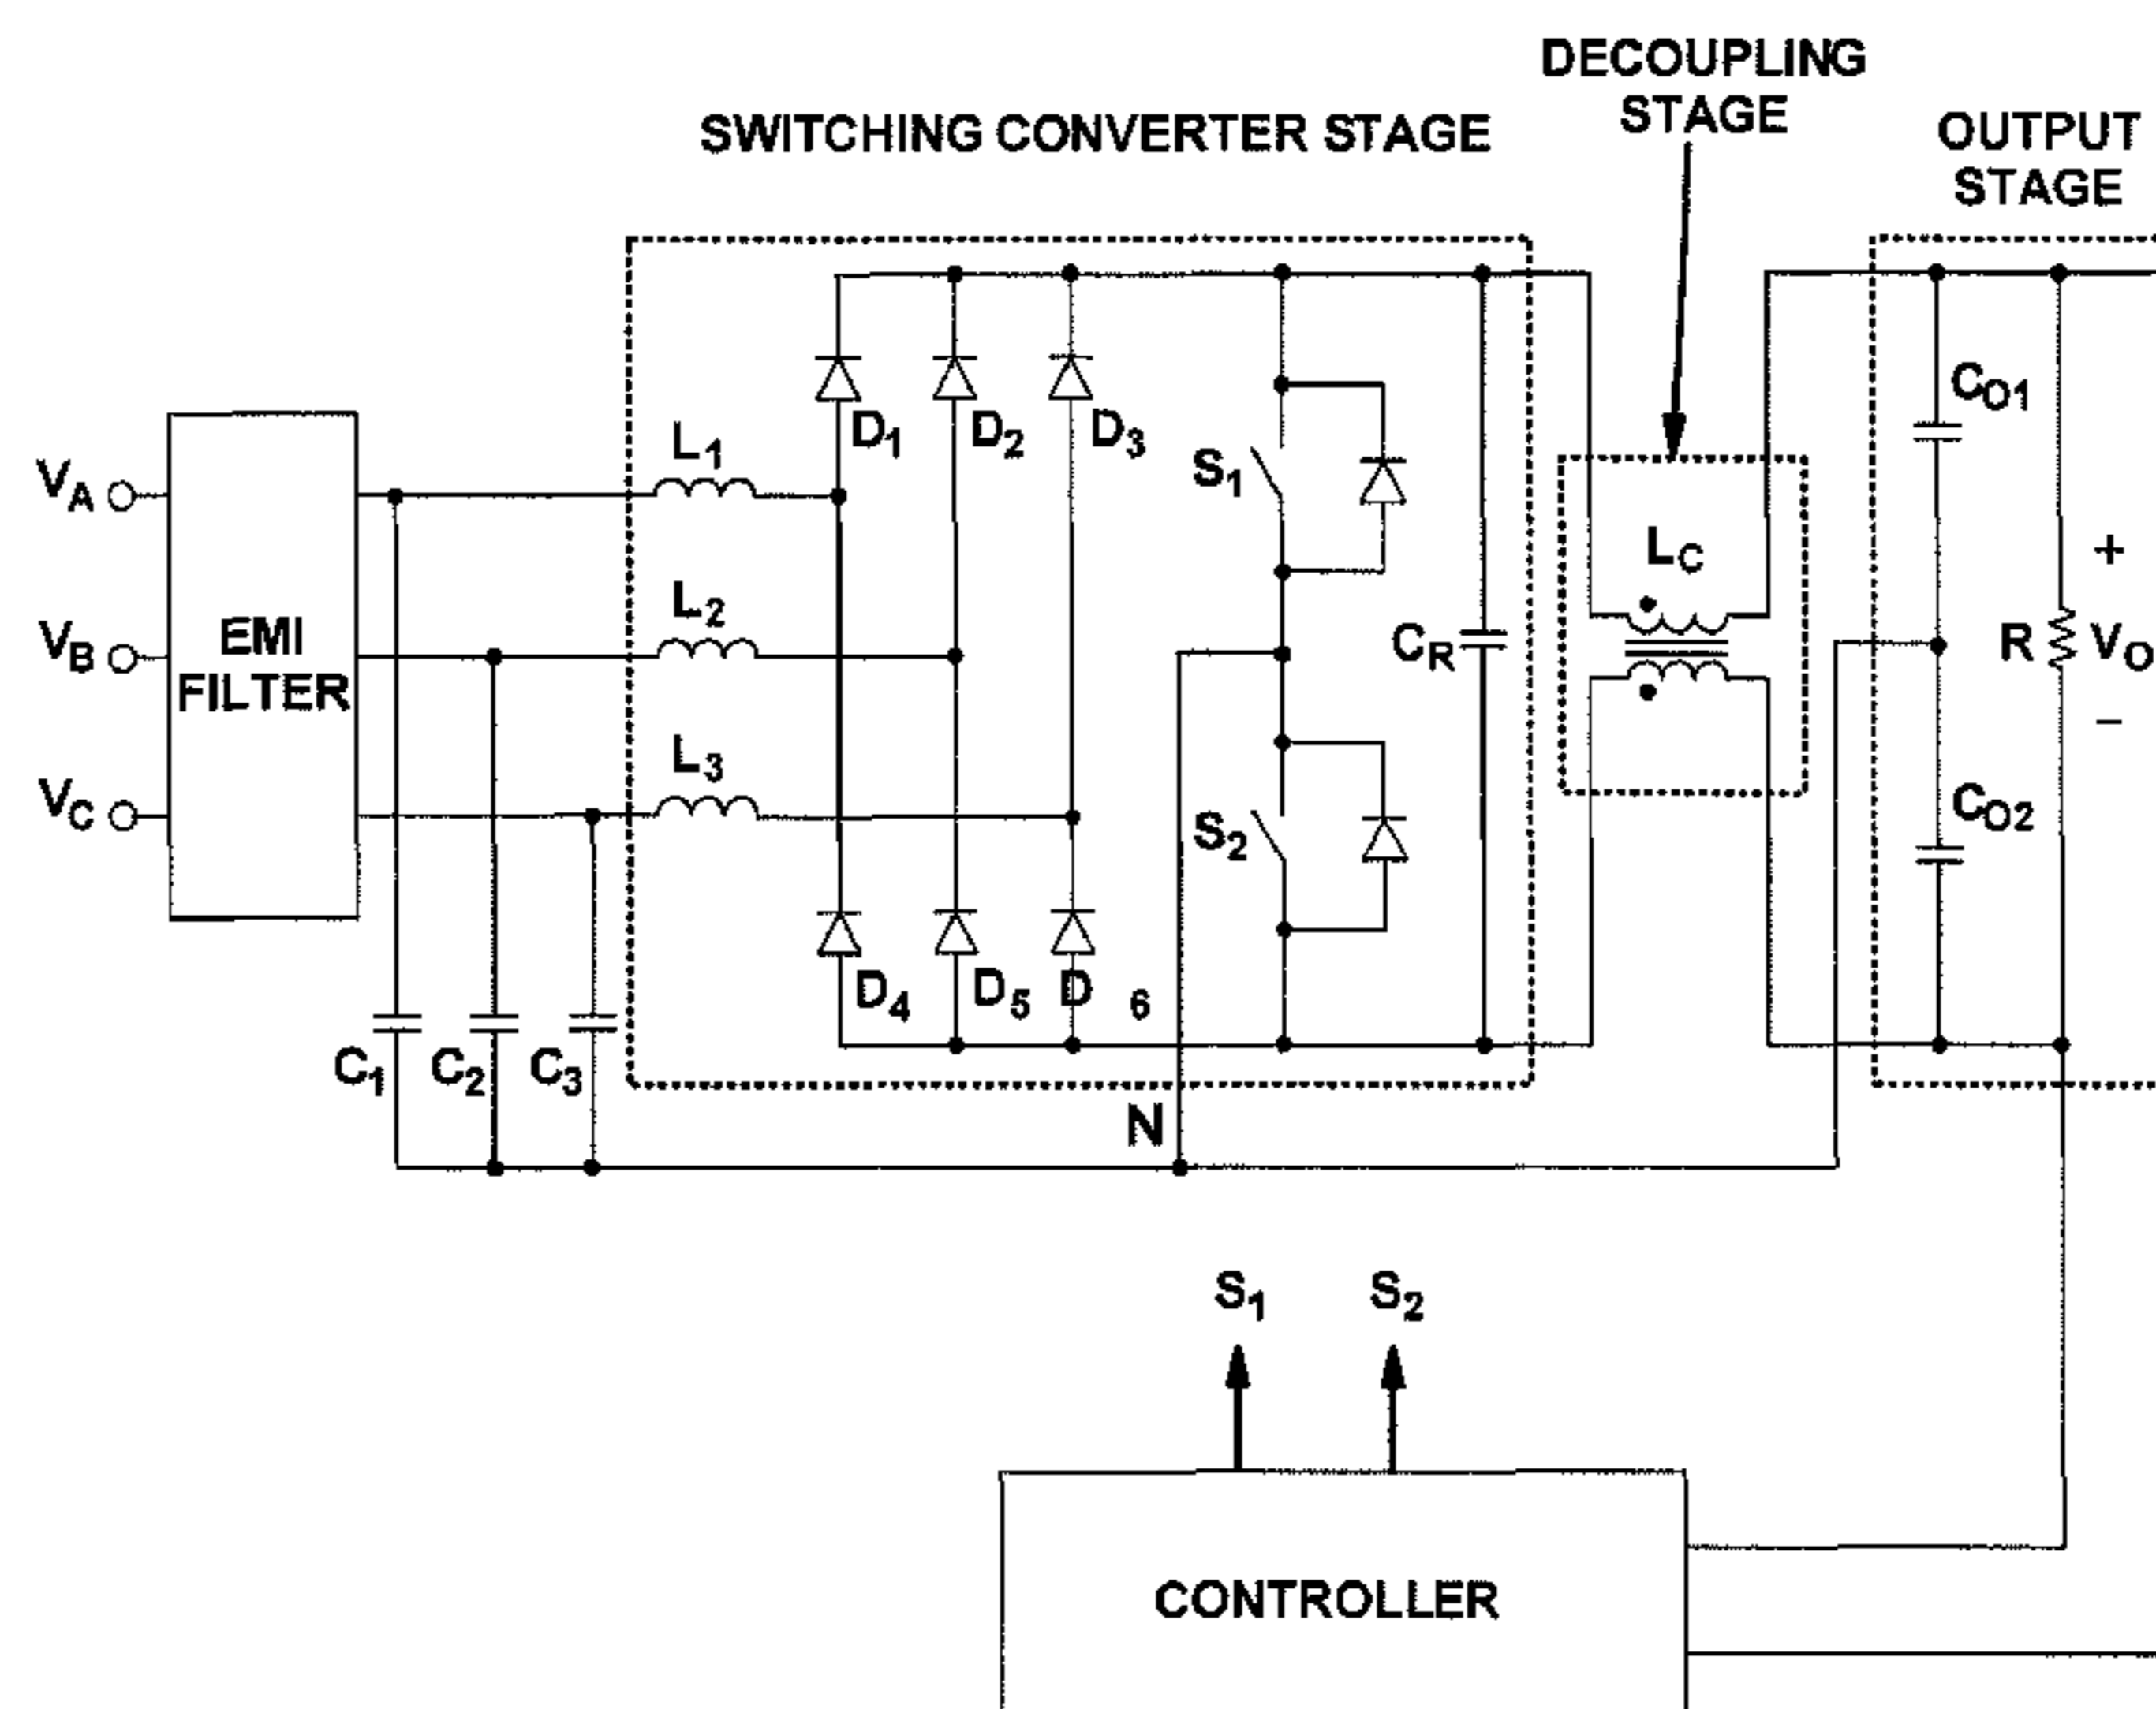 DECOUPLING
STAGE
SWITCHING CONVERTER STAGE
OUTPUT
STAGE
VA
VB
VC
EMI
FILTER
L1
L2
L3
D1
D2
D3
D4
D5
D 6
S1
S2
CR
LC
CO1
CO2
R
+
VO
–
C1
C2
C3
N
S1
S2
CONTROLLER